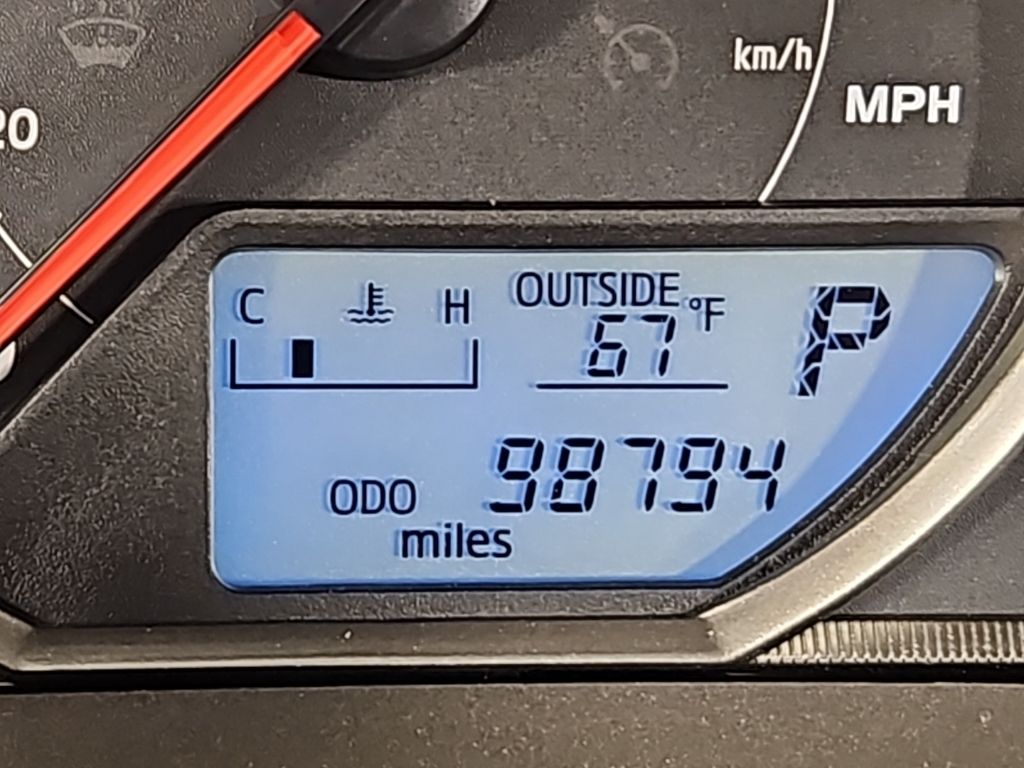 km/h
20
MPH
C H OUTSIDE °F
67
P
ODO 98794
miles